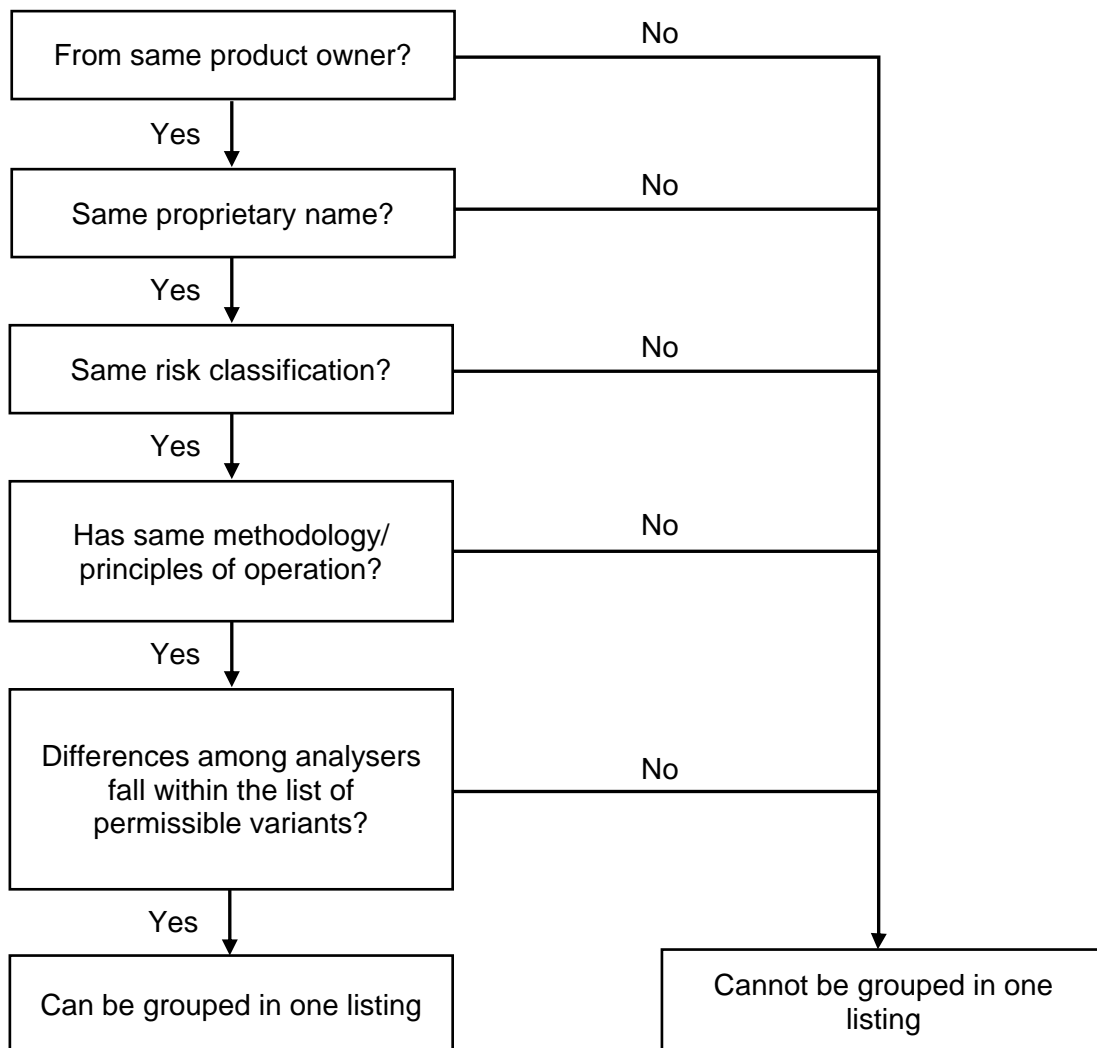 From same product owner?
No
Yes
Same proprietary name?
No
Yes
Same risk classification?
No
Yes
Has same methodology/
principles of operation?
No
Yes
Differences among analysers
fall within the list of
permissible variants?
No
Yes
Can be grouped in one listing
Cannot be grouped in one
listing